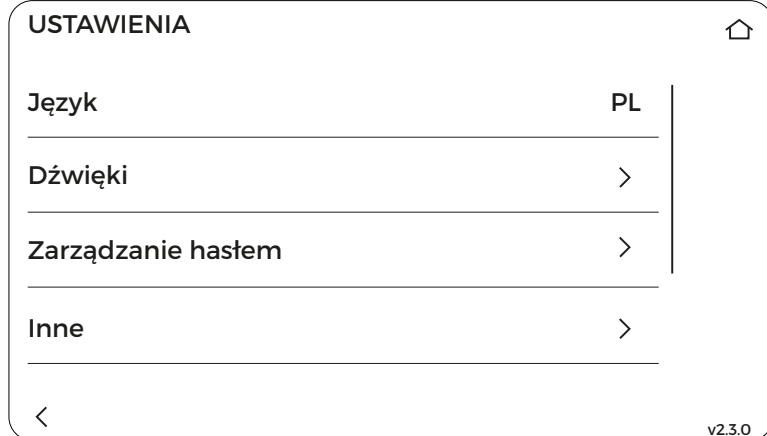 USTAWIENIA
Język PL
Dźwięki
Zarządzanie hasłem
Inne
v2.3.0